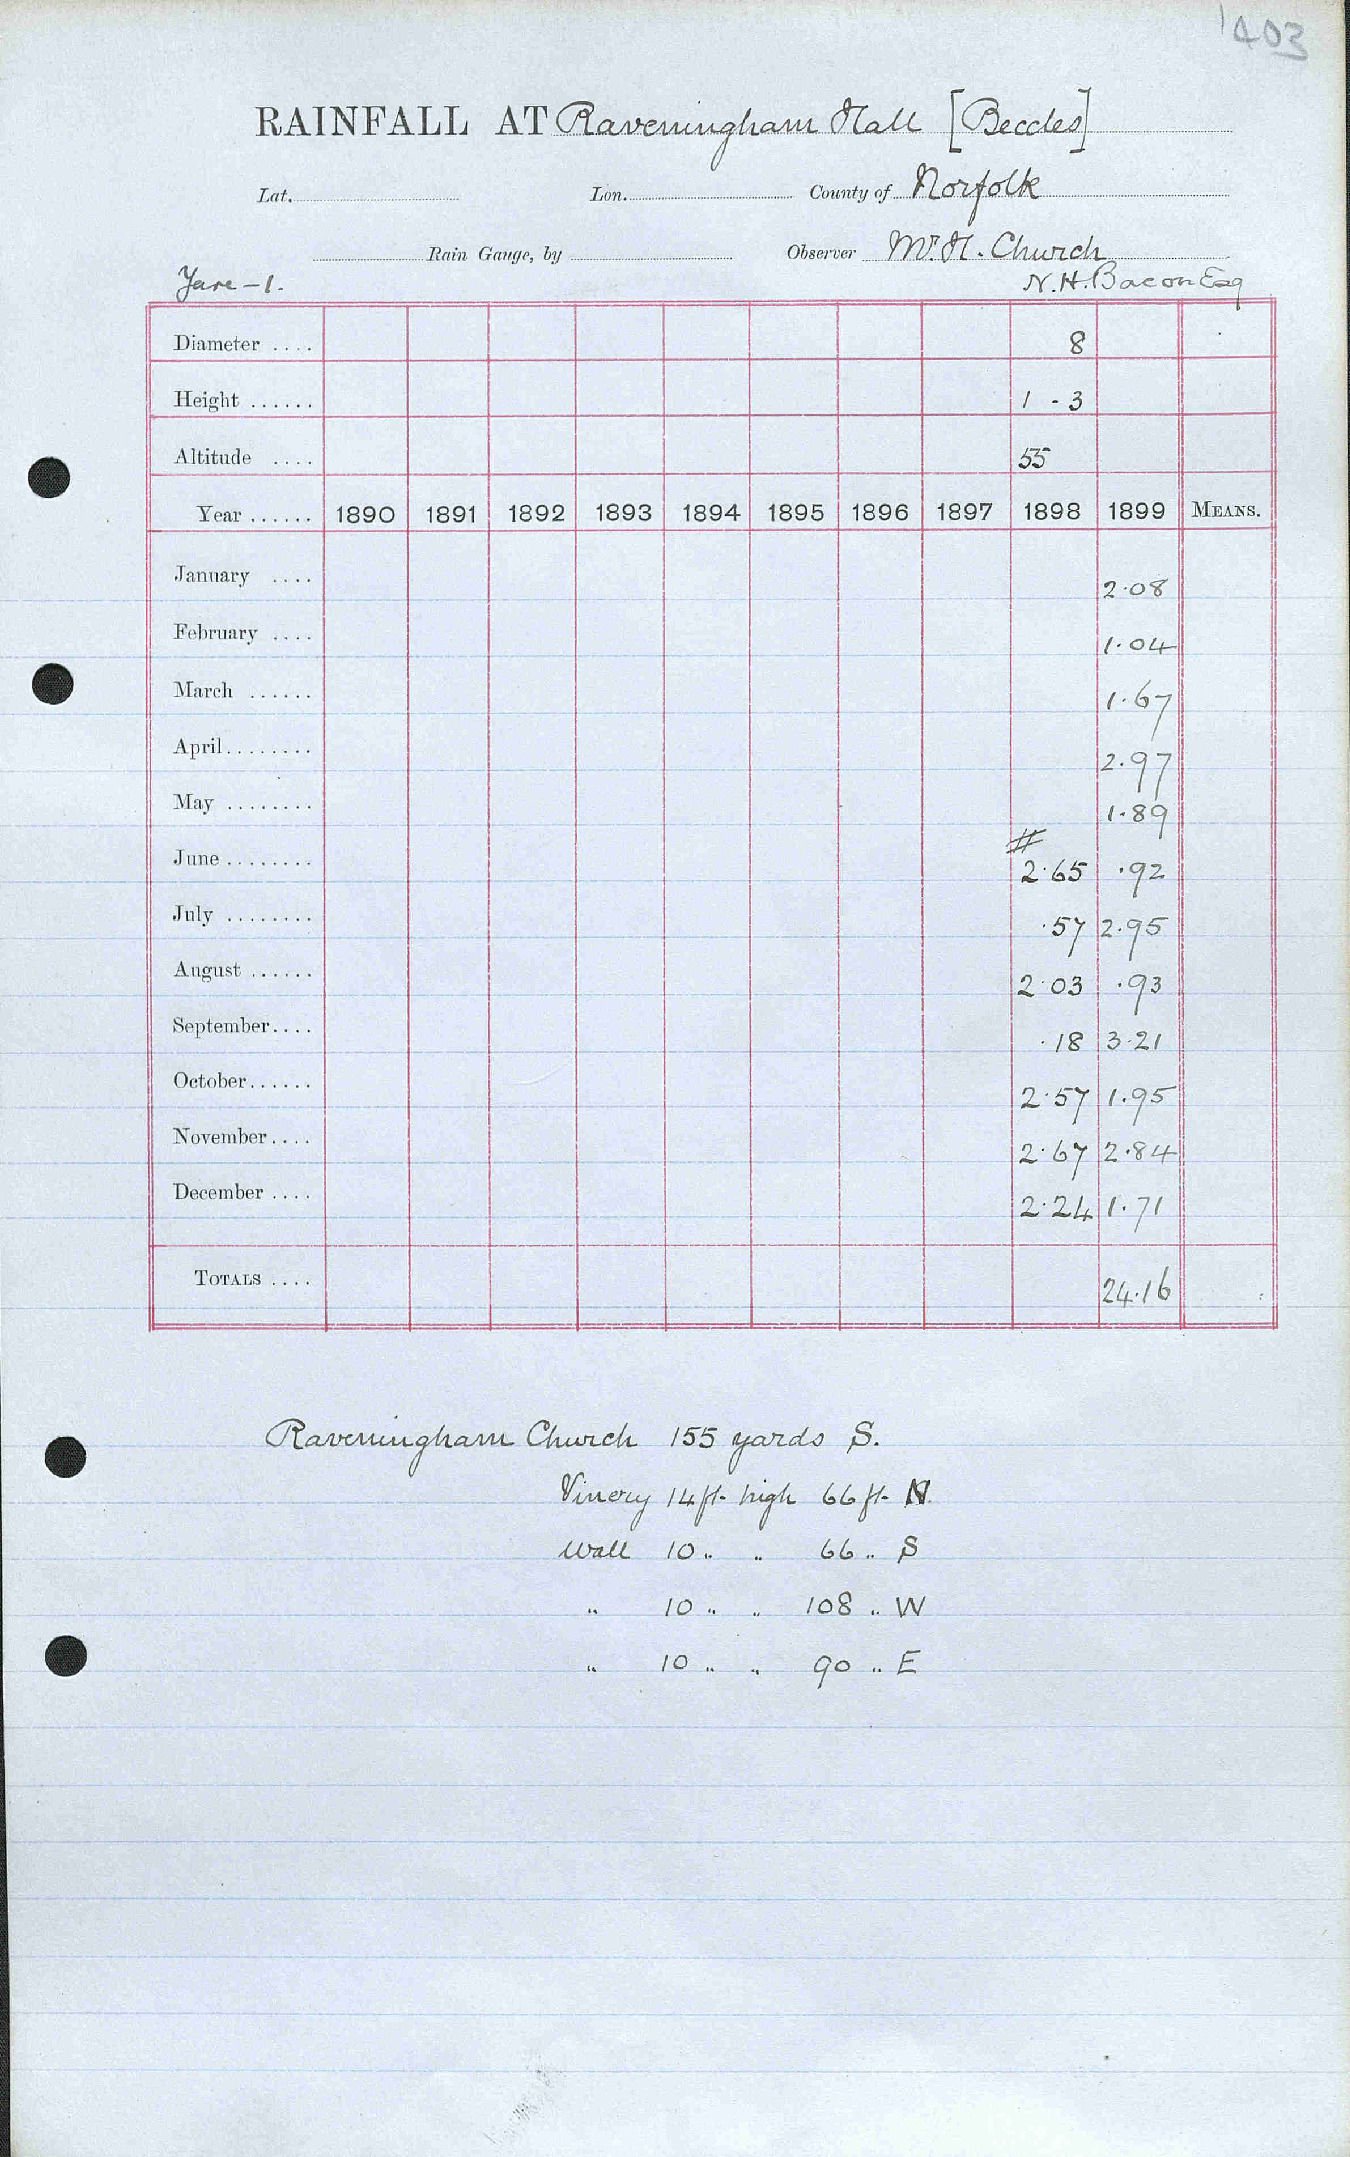 1403
RAINFALL AT Raveningham Hall [Beccles]
Lat. Lon. County of Norfolk
Rain Gauge, by Observer Mr. H. Church
Yare - 1. N. H. Bacon Esq
Diameter .... 8
Height ...... 1 - 3
Altitude .... 55
Year ...... 1890 1891 1892 1893 1894 1895 1896 1897 1898 1899 MEANS.
January .... 2.08
February .... 1.04
March ...... 1.67
April........ 2.97
May ........ 1.89
#
June ........ 2.65 .92
July ........ .57 2.95
August ...... 2.03 .93
September.... .18 3.21
October...... 2.57 1.95
November.... 2.67 2.84
December .... 2.24 1.71
TOTALS .... 24.16
Raveningham Church 155 yards S.
Vinery 14 ft. high 66 ft. N.
Wall 10 " " 66 " S
" 10 " " 108 " W
" 10 " " 90 " E